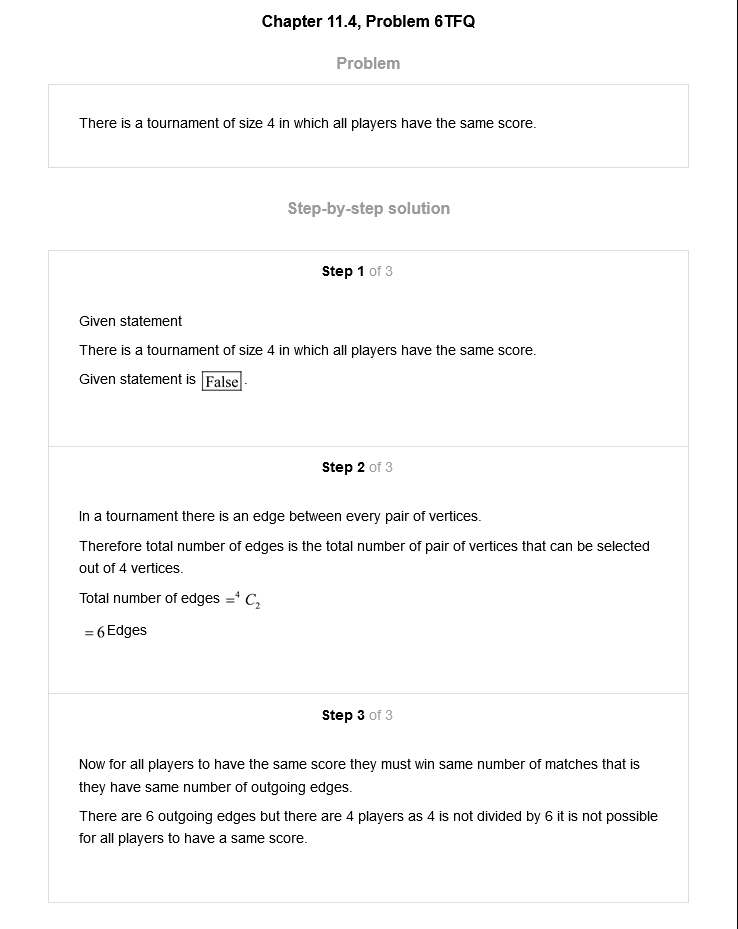 Chapter 11.4, Problem 6TFQ
Problem
There is a tournament of size 4 in which all players have the same score.
Step-by-step solution
Step 1 of 3
Given statement
There is a tournament of size 4 in which all players have the same score.
Given statement is False.
Step 2 of 3
In a tournament there is an edge between every pair of vertices.
Therefore total number of edges is the total number of pair of vertices that can be selected
out of 4 vertices.
Total number of edges =⁴ C₂
= 6 Edges
Step 3 of 3
Now for all players to have the same score they must win same number of matches that is
they have same number of outgoing edges.
There are 6 outgoing edges but there are 4 players as 4 is not divided by 6 it is not possible
for all players to have a same score.